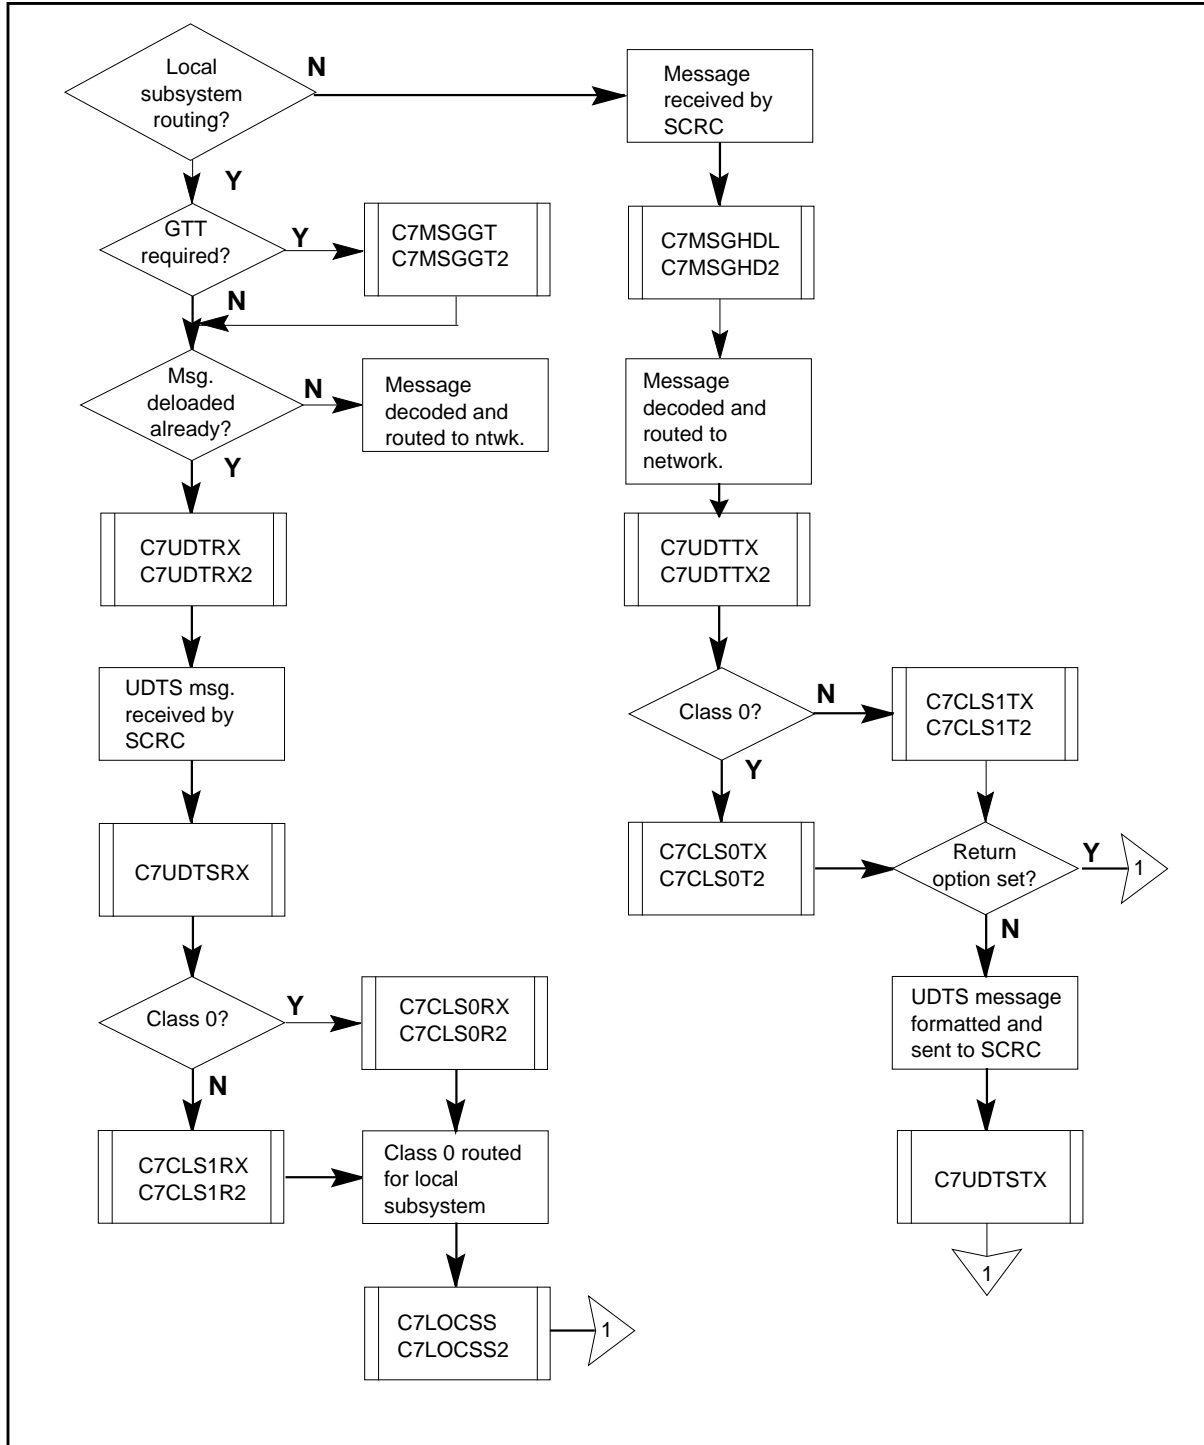 Local
subsystem
routing?
N
Message
received by
SCRC
Y
GTT
required?
Y
C7MSGGT
C7MSGGT2
C7MSGHDL
C7MSGHD2
N
Msg.
deloaded
already?
N
Message
decoded and
routed to ntwk.
Message
decoded and
routed to
network.
Y
C7UDTRX
C7UDTRX2
C7UDTTX
C7UDTTX2
UDTS msg.
received by
SCRC
Class 0?
N
C7CLS1TX
C7CLS1T2
Y
C7UDTSRX
C7CLS0TX
C7CLS0T2
Return
option set?
Y
1
N
Class 0?
Y
C7CLS0RX
C7CLS0R2
UDTS message
formatted and
sent to SCRC
N
C7CLS1RX
C7CLS1R2
Class 0 routed
for local
subsystem
C7UDTSTX
1
C7LOCSS
C7LOCSS2
1